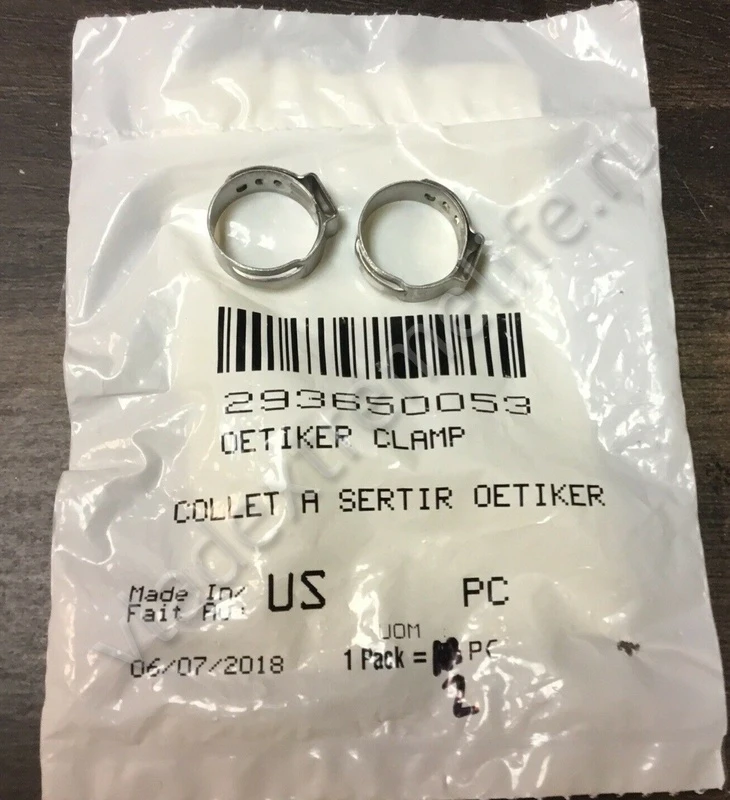 293650053
OETIKER CLAMP
COLLET A SERTIR OETIKER
Made In/ US PC
Fait Au:
UOM
06/07/2018 1 Pack = PC
2